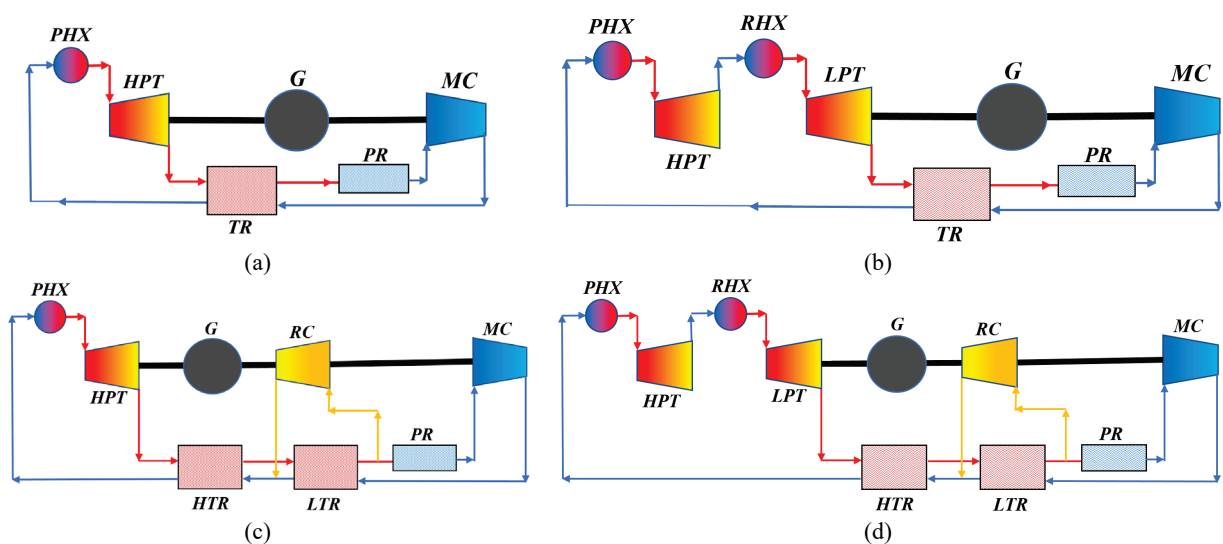 PHX
HPT
G
MC
PR
TR
(a)
PHX
RHX
LPT
G
MC
HPT
PR
TR
(b)
PHX
G
RC
MC
HPT
PR
HTR
LTR
(c)
PHX
RHX
G
RC
MC
HPT
LPT
PR
HTR
LTR
(d)